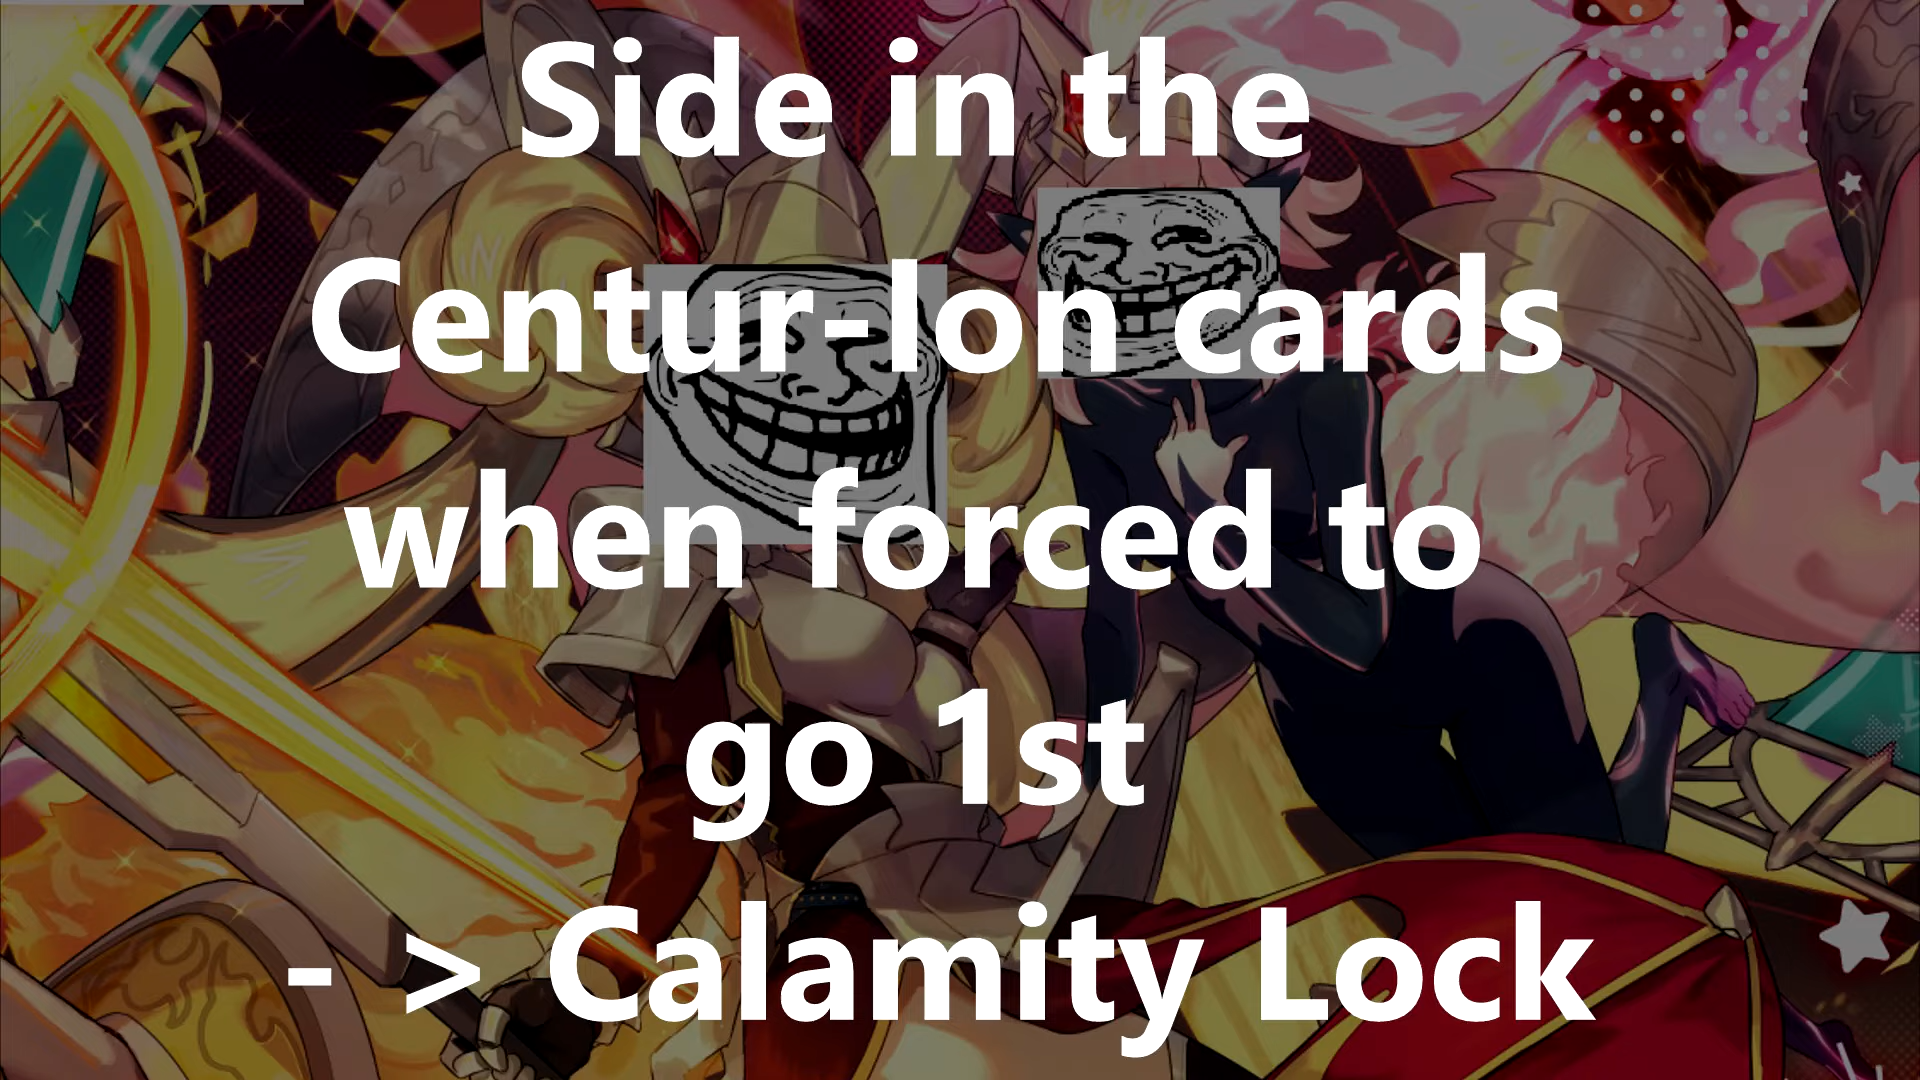 Side in the
Centur-Ion cards
when forced to
go 1st
- > Calamity Lock